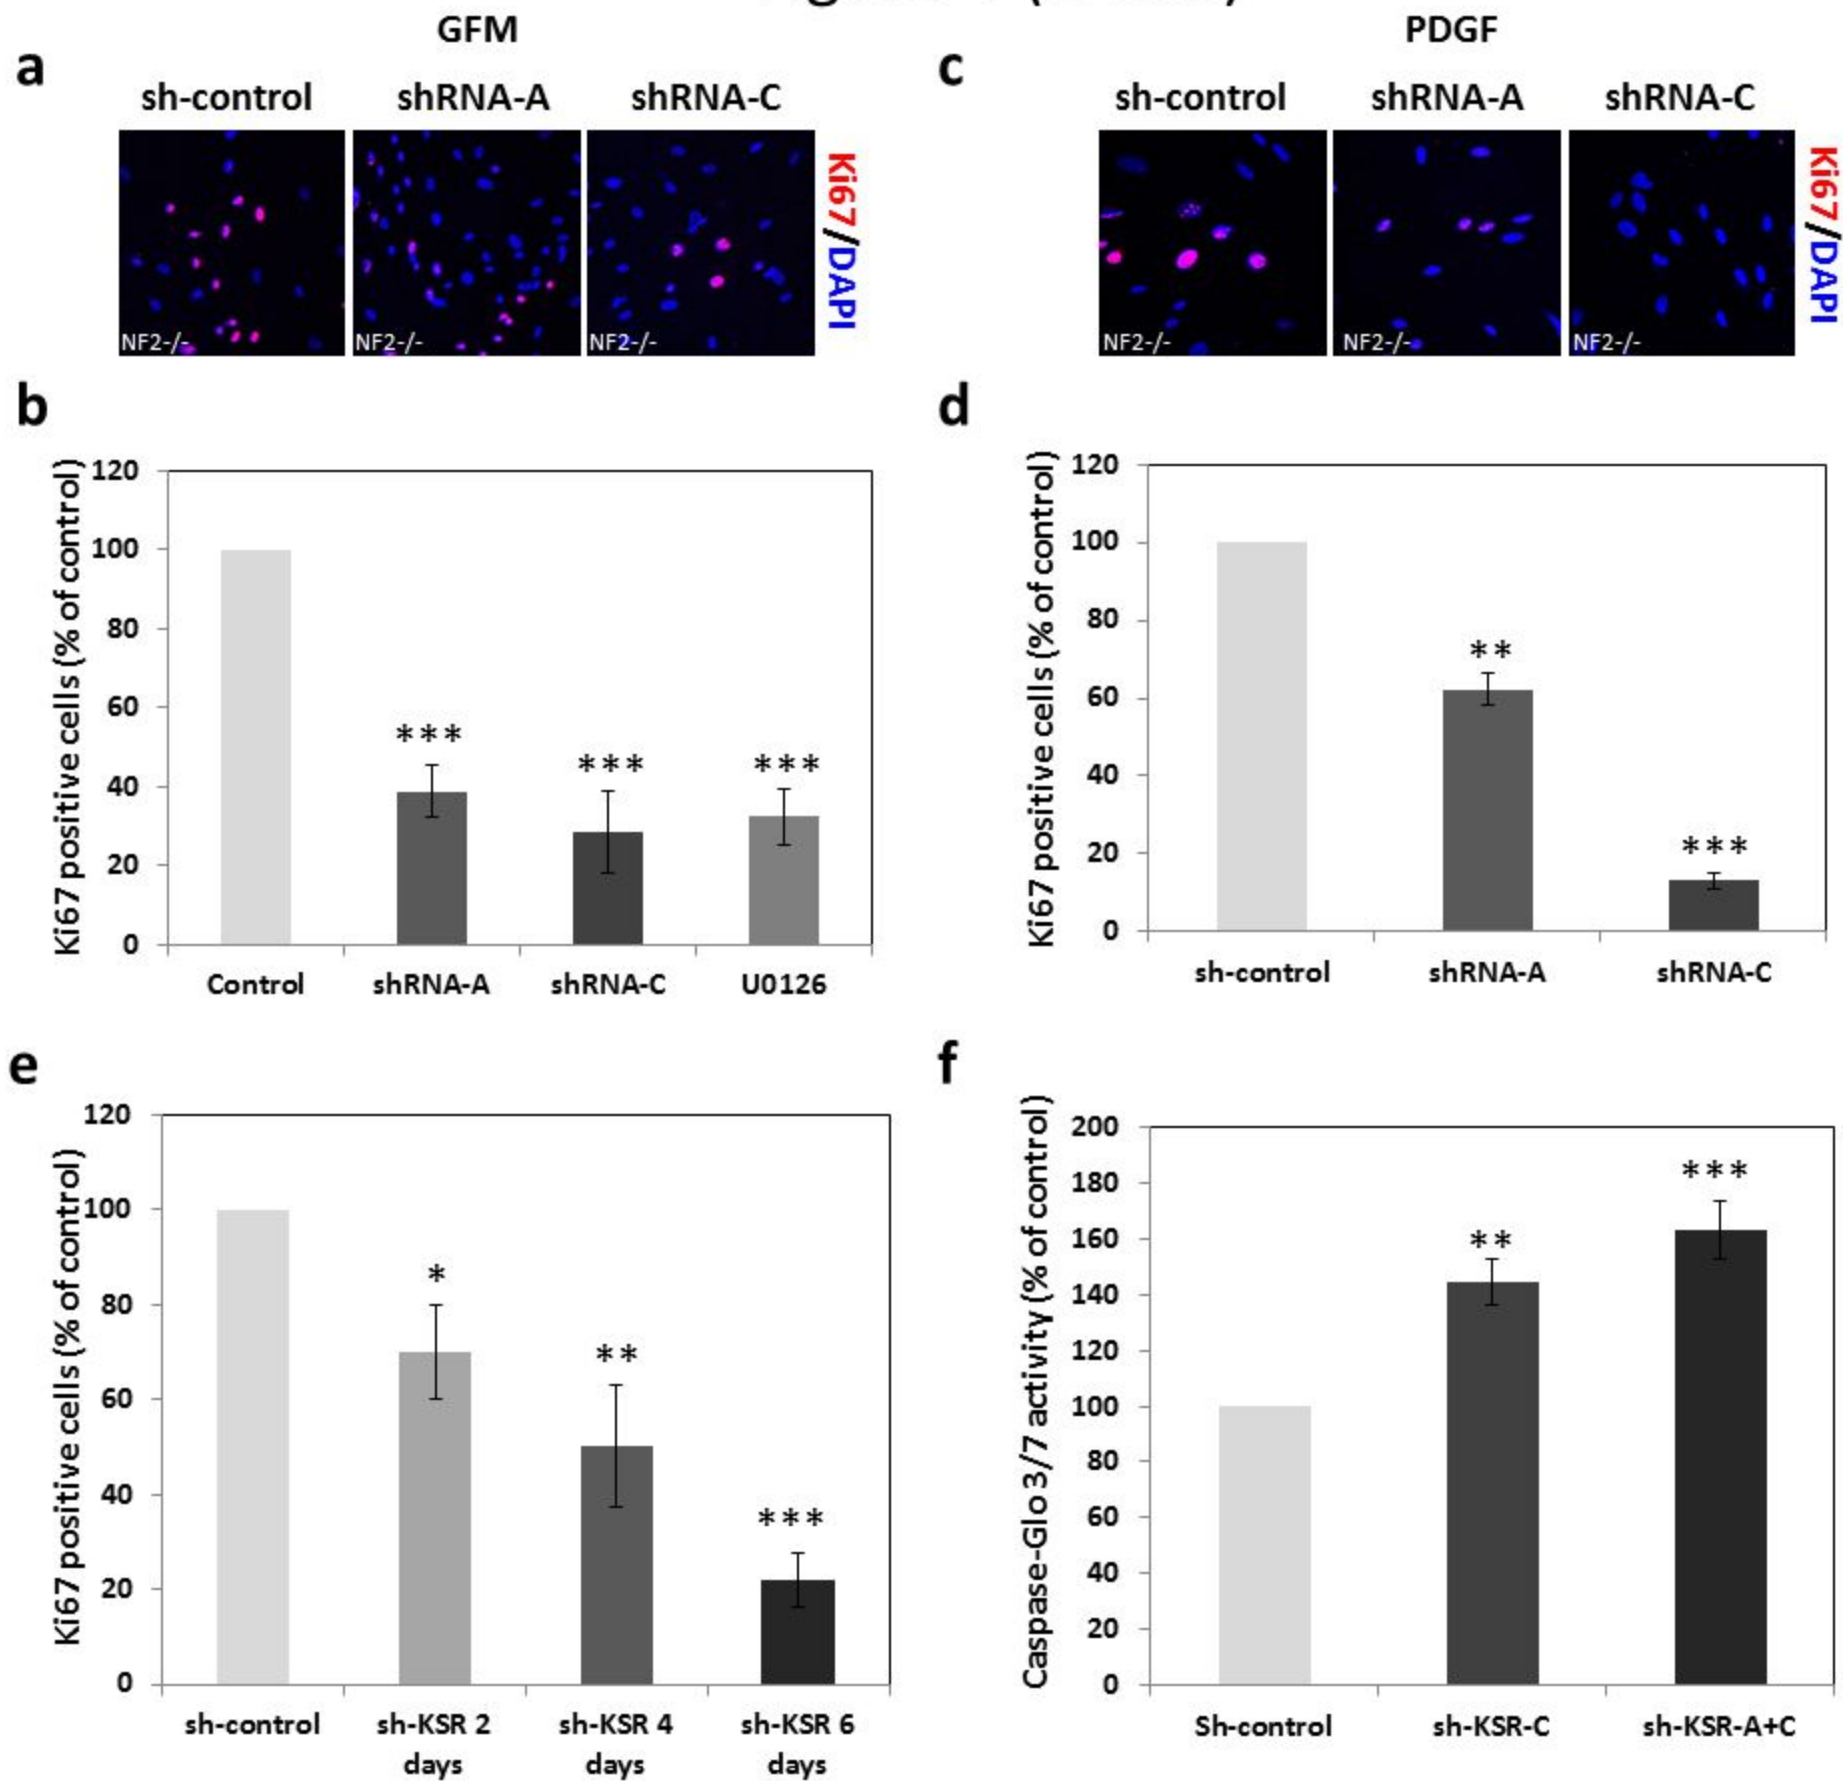 GFM
PDGF
a
c
sh-control
shRNA-A
shRNA-C
sh-control
shRNA-A
shRNA-C
NF2-/-
NF2-/-
NF2-/-
Ki67/DAPI
NF2-/-
NF2-/-
NF2-/-
Ki67/DAPI
b
Ki67 positive cells (% of control)
120
100
80
60
40
20
0
***
***
***
Control
shRNA-A
shRNA-C
U0126
d
Ki67 positive cells (% of control)
120
100
80
60
40
20
0
**
***
sh-control
shRNA-A
shRNA-C
e
Ki67 positive cells (% of control)
120
100
80
60
40
20
0
*
**
***
sh-control
sh-KSR 2
days
sh-KSR 4
days
sh-KSR 6
days
f
Caspase-Glo 3/7 activity (% of control)
200
180
160
140
120
100
80
60
40
20
0
**
***
Sh-control
sh-KSR-C
sh-KSR-A+C